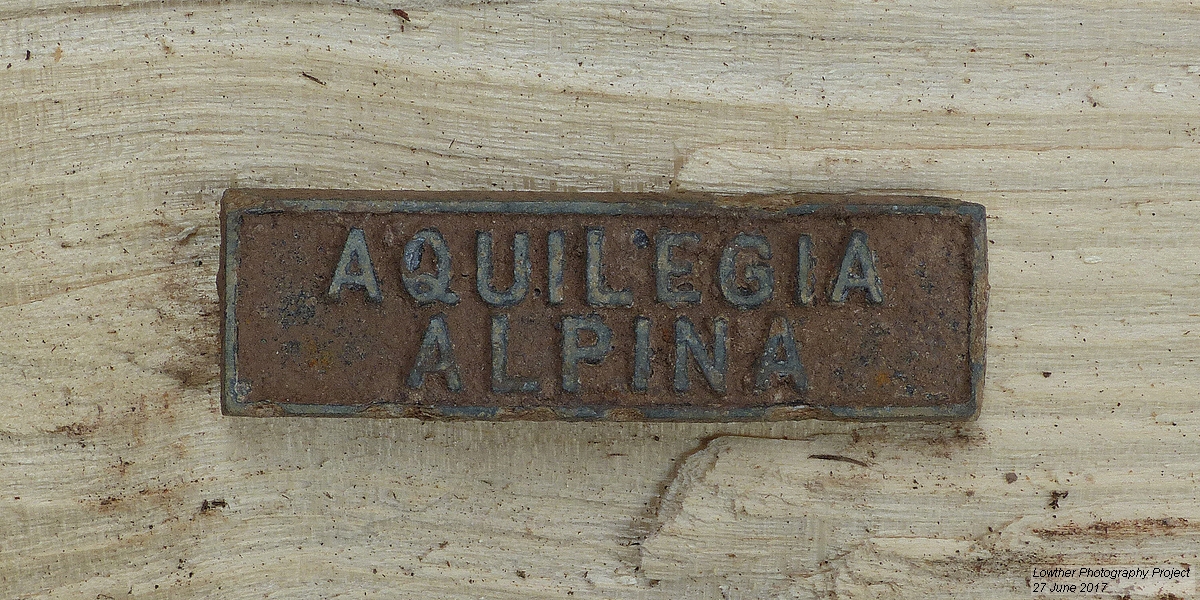 AQUILEGIA
ALPINA
Lowther Photography Project
27 June 2017